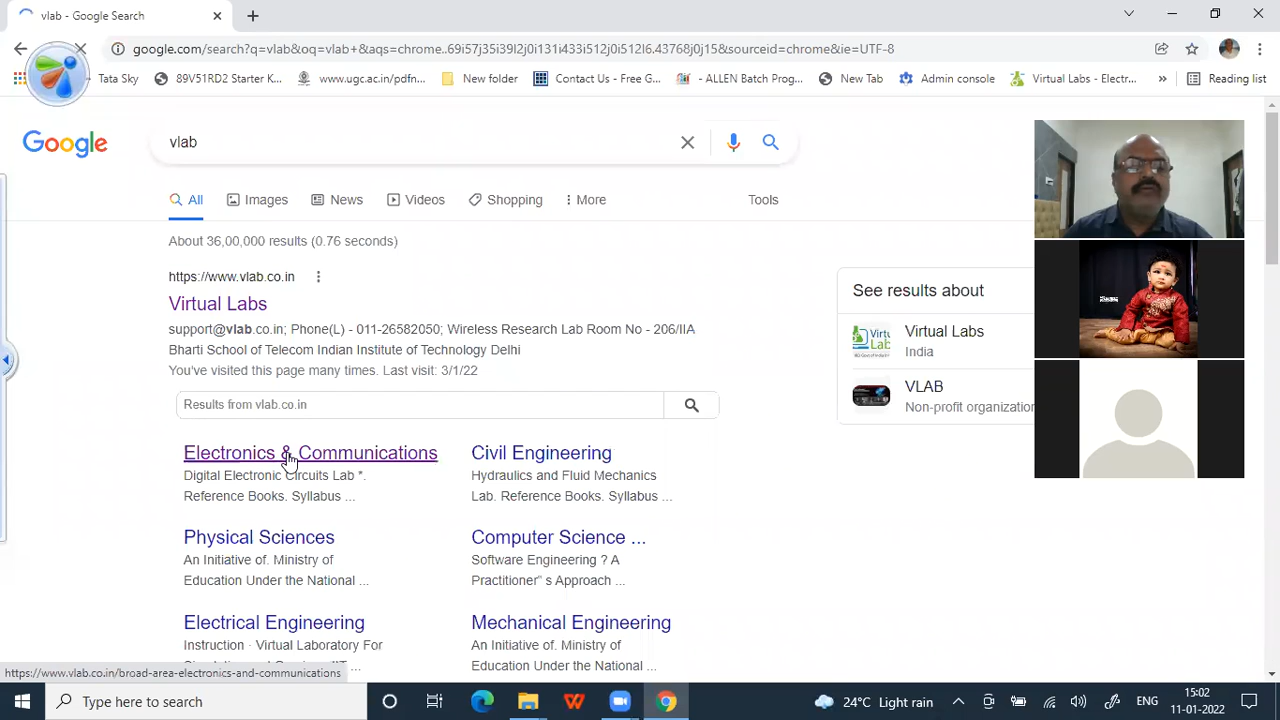 vlab - Google Search
google.com/search?q=vlab&oq=vlab+&aqs=chrome..69i57j35i39l2j0i131i433i512j0i512l6.43768j0j15&sourceid=chrome&ie=UTF-8
Tata Sky
89V51RD2 Starter K...
www.ugc.ac.in/pdfn...
New folder
Contact Us - Free G...
- ALLEN Batch Prog...
New Tab
Admin console
Virtual Labs - Electr...
»
Reading list
Google
vlab
All
Images
News
Videos
Shopping
More
Tools
About 36,00,000 results (0.76 seconds)
https://www.vlab.co.in
Virtual Labs
support@vlab.co.in; Phone(L) - 011-26582050; Wireless Research Lab Room No - 206/IIA
Bharti School of Telecom Indian Institute of Technology Delhi
You've visited this page many times. Last visit: 3/1/22
Results from vlab.co.in
Electronics & Communications
Digital Electronic Circuits Lab *.
Reference Books. Syllabus ...
Civil Engineering
Hydraulics and Fluid Mechanics
Lab. Reference Books. Syllabus ...
Physical Sciences
An Initiative of. Ministry of
Education Under the National ...
Computer Science ...
Software Engineering ? A
Practitioner" s Approach ...
Electrical Engineering
Instruction · Virtual Laboratory For
Mechanical Engineering
An Initiative of. Ministry of
Education Under the National ...
See results about
Virtual Labs
India
VLAB
Non-profit organization
https://www.vlab.co.in/broad-area-electronics-and-communications
Type here to search
24°C Light rain
ENG
15:02
11-01-2022